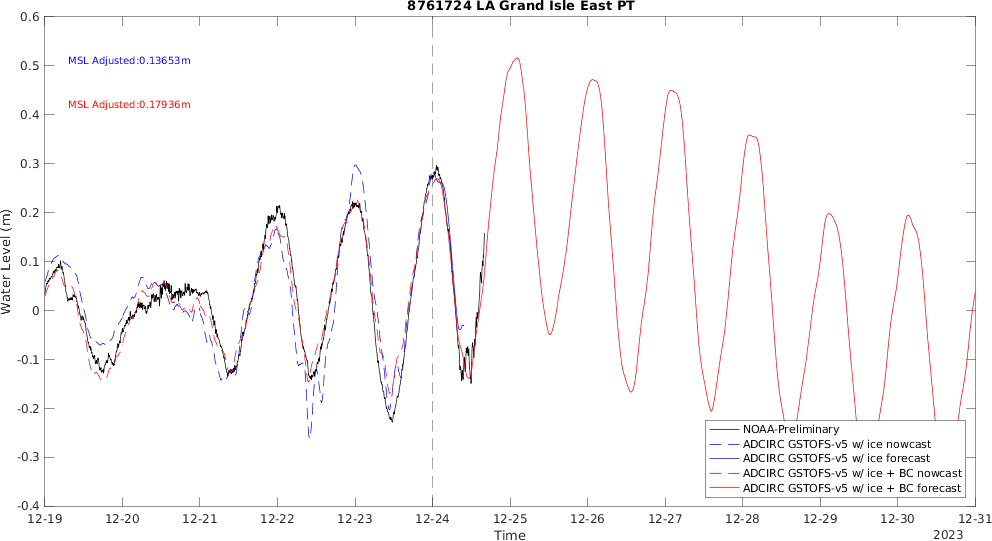 8761724 LA Grand Isle East PT
0.6
0.5
0.4
0.3
0.2
0.1
0
-0.1
-0.2
-0.3
-0.4
Water Level (m)
MSL Adjusted:0.13653m
MSL Adjusted:0.17936m
NOAA-Preliminary
ADCIRC GSTOFS-v5 w/ ice nowcast
ADCIRC GSTOFS-v5 w/ ice forecast
ADCIRC GSTOFS-v5 w/ ice + BC nowcast
ADCIRC GSTOFS-v5 w/ ice + BC forecast
12-19 12-20 12-21 12-22 12-23 12-24 12-25 12-26 12-27 12-28 12-29 12-30 12-31
Time
2023